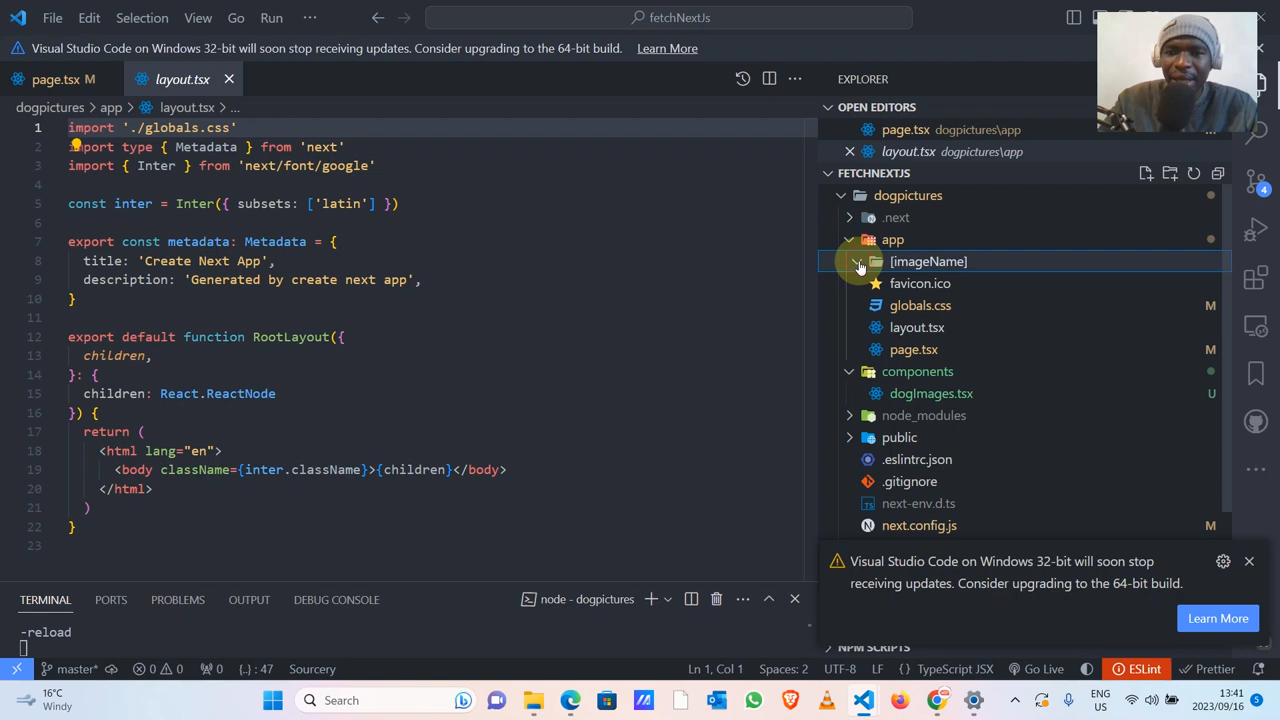 File Edit Selection View Go Run ··· fetchNextJs
Visual Studio Code on Windows 32-bit will soon stop receiving updates. Consider upgrading to the 64-bit build. Learn More
page.tsx M layout.tsx
dogpictures > app > layout.tsx > ...
1 import './globals.css'
2 import type { Metadata } from 'next'
3 import { Inter } from 'next/font/google'
4
5 const inter = Inter({ subsets: ['latin'] })
6
7 export const metadata: Metadata = {
8 title: 'Create Next App',
9 description: 'Generated by create next app',
10 }
11
12 export default function RootLayout({
13 children,
14 }: {
15 children: React.ReactNode
16 }) {
17 return (
18 <html lang="en">
19 <body className={inter.className}>{children}</body>
20 </html>
21 )
22 }
23
EXPLORER
OPEN EDITORS
page.tsx dogpictures\app
layout.tsx dogpictures\app
FETCHNEXTJS
dogpictures
.next
app
[imageName]
favicon.ico
globals.css M
layout.tsx
page.tsx M
components
dogImages.tsx U
node_modules
public
.eslintrc.json
.gitignore
next-env.d.ts
next.config.js M
4
Visual Studio Code on Windows 32-bit will soon stop
receiving updates. Consider upgrading to the 64-bit build.
Learn More
NPM SCRIPTS
TERMINAL PORTS PROBLEMS OUTPUT DEBUG CONSOLE node - dogpictures
-reload
master* 0 0 0 {..} : 47 Sourcery Ln 1, Col 1 Spaces: 2 UTF-8 LF TypeScript JSX Go Live ESLint Prettier
16°C
Windy
Search
ENG
US
13:41
2023/09/16
5